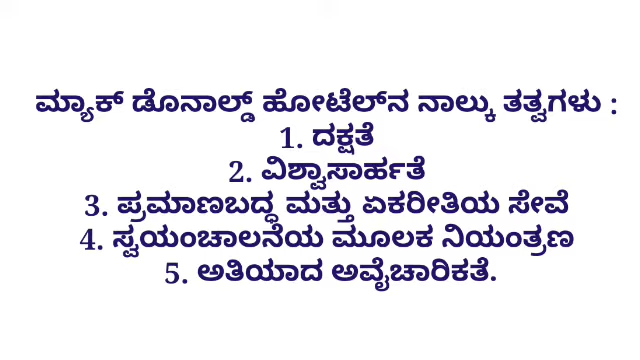 ಮ್ಯಾಕ್ ಡೊನಾಲ್ಡ್ ಹೋಟೆಲ್‌ನ ನಾಲ್ಕು ತತ್ವಗಳು :
1. ದಕ್ಷತೆ
2. ವಿಶ್ವಾಸಾರ್ಹತೆ
3. ಪ್ರಮಾಣಬದ್ಧ ಮತ್ತು ಏಕರೀತಿಯ ಸೇವೆ
4. ಸ್ವಯಂಚಾಲನೆಯ ಮೂಲಕ ನಿಯಂತ್ರಣ
5. ಅತಿಯಾದ ಅವೈಚಾರಿಕತೆ.